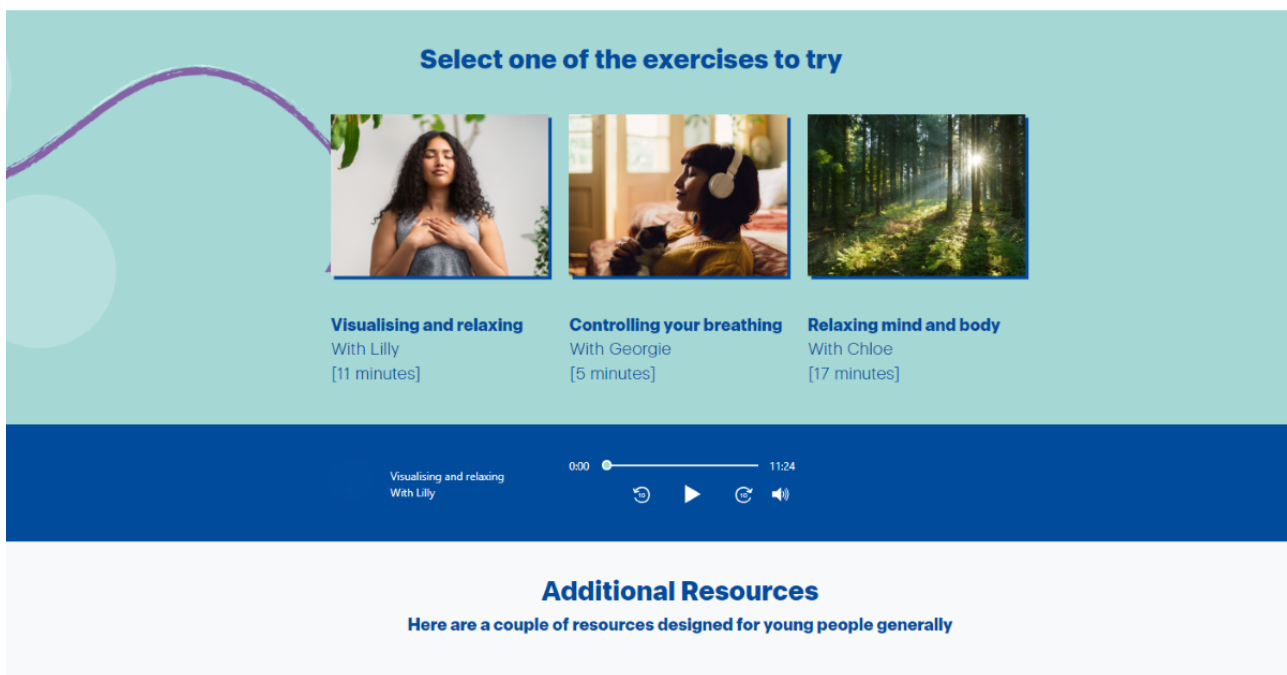 Select one of the exercises to try
Visualising and relaxing
With Lilly
[11 minutes]
Controlling your breathing
With Georgie
[5 minutes]
Relaxing mind and body
With Chloe
[17 minutes]
Visualising and relaxing
With Lilly
0:00
11:24
10
10
Additional Resources
Here are a couple of resources designed for young people generally